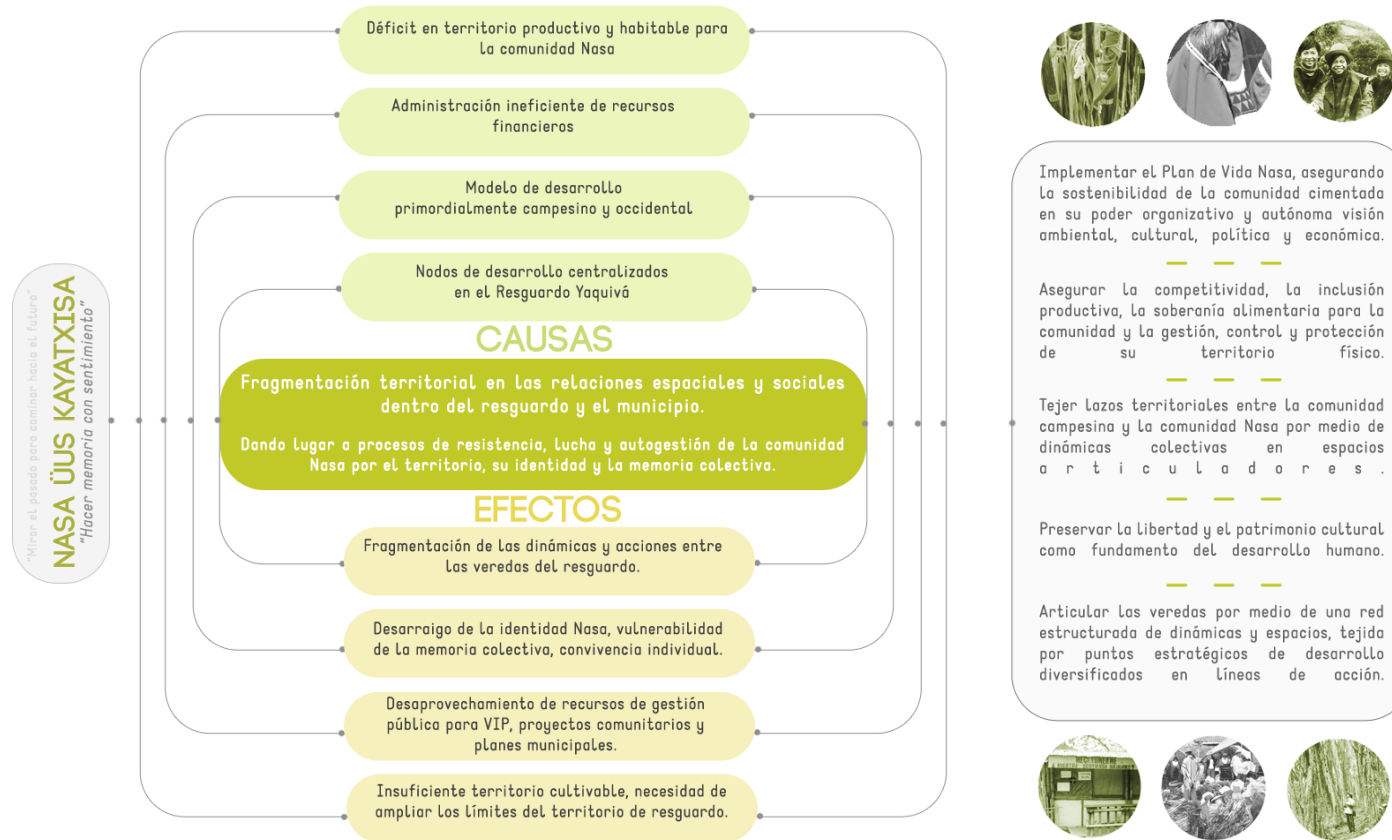 "Mirar el pasado para caminar hacia el futuro"
NASA ÜUS KAYATXISA
"Hacer memoria con sentimiento"
Déficit en territorio productivo y habitable para
la comunidad Nasa
Administración ineficiente de recursos
financieros
Modelo de desarrollo
primordialmente campesino y occidental
Nodos de desarrollo centralizados
en el Resguardo Yaquivá
CAUSAS
Fragmentación territorial en las relaciones espaciales y sociales
dentro del resguardo y el municipio.
Dando lugar a procesos de resistencia, lucha y autogestión de la comunidad
Nasa por el territorio, su identidad y la memoria colectiva.
EFECTOS
Fragmentación de las dinámicas y acciones entre
las veredas del resguardo.
Desarraigo de la identidad Nasa, vulnerabilidad
de la memoria colectiva, convivencia individual.
Desaprovechamiento de recursos de gestión
pública para VIP, proyectos comunitarios y
planes municipales.
Insuficiente territorio cultivable, necesidad de
ampliar los límites del territorio de resguardo.
Implementar el Plan de Vida Nasa, asegurando
la sostenibilidad de la comunidad cimentada
en su poder organizativo y autónoma visión
ambiental, cultural, política y económica.
Asegurar la competitividad, la inclusión
productiva, la soberanía alimentaria para la
comunidad y la gestión, control y protección
de su territorio físico.
Tejer lazos territoriales entre la comunidad
campesina y la comunidad Nasa por medio de
dinámicas colectivas en espacios
articuladores.
Preservar la libertad y el patrimonio cultural
como fundamento del desarrollo humano.
Articular las veredas por medio de una red
estructurada de dinámicas y espacios, tejida
por puntos estratégicos de desarrollo
diversificados en líneas de acción.